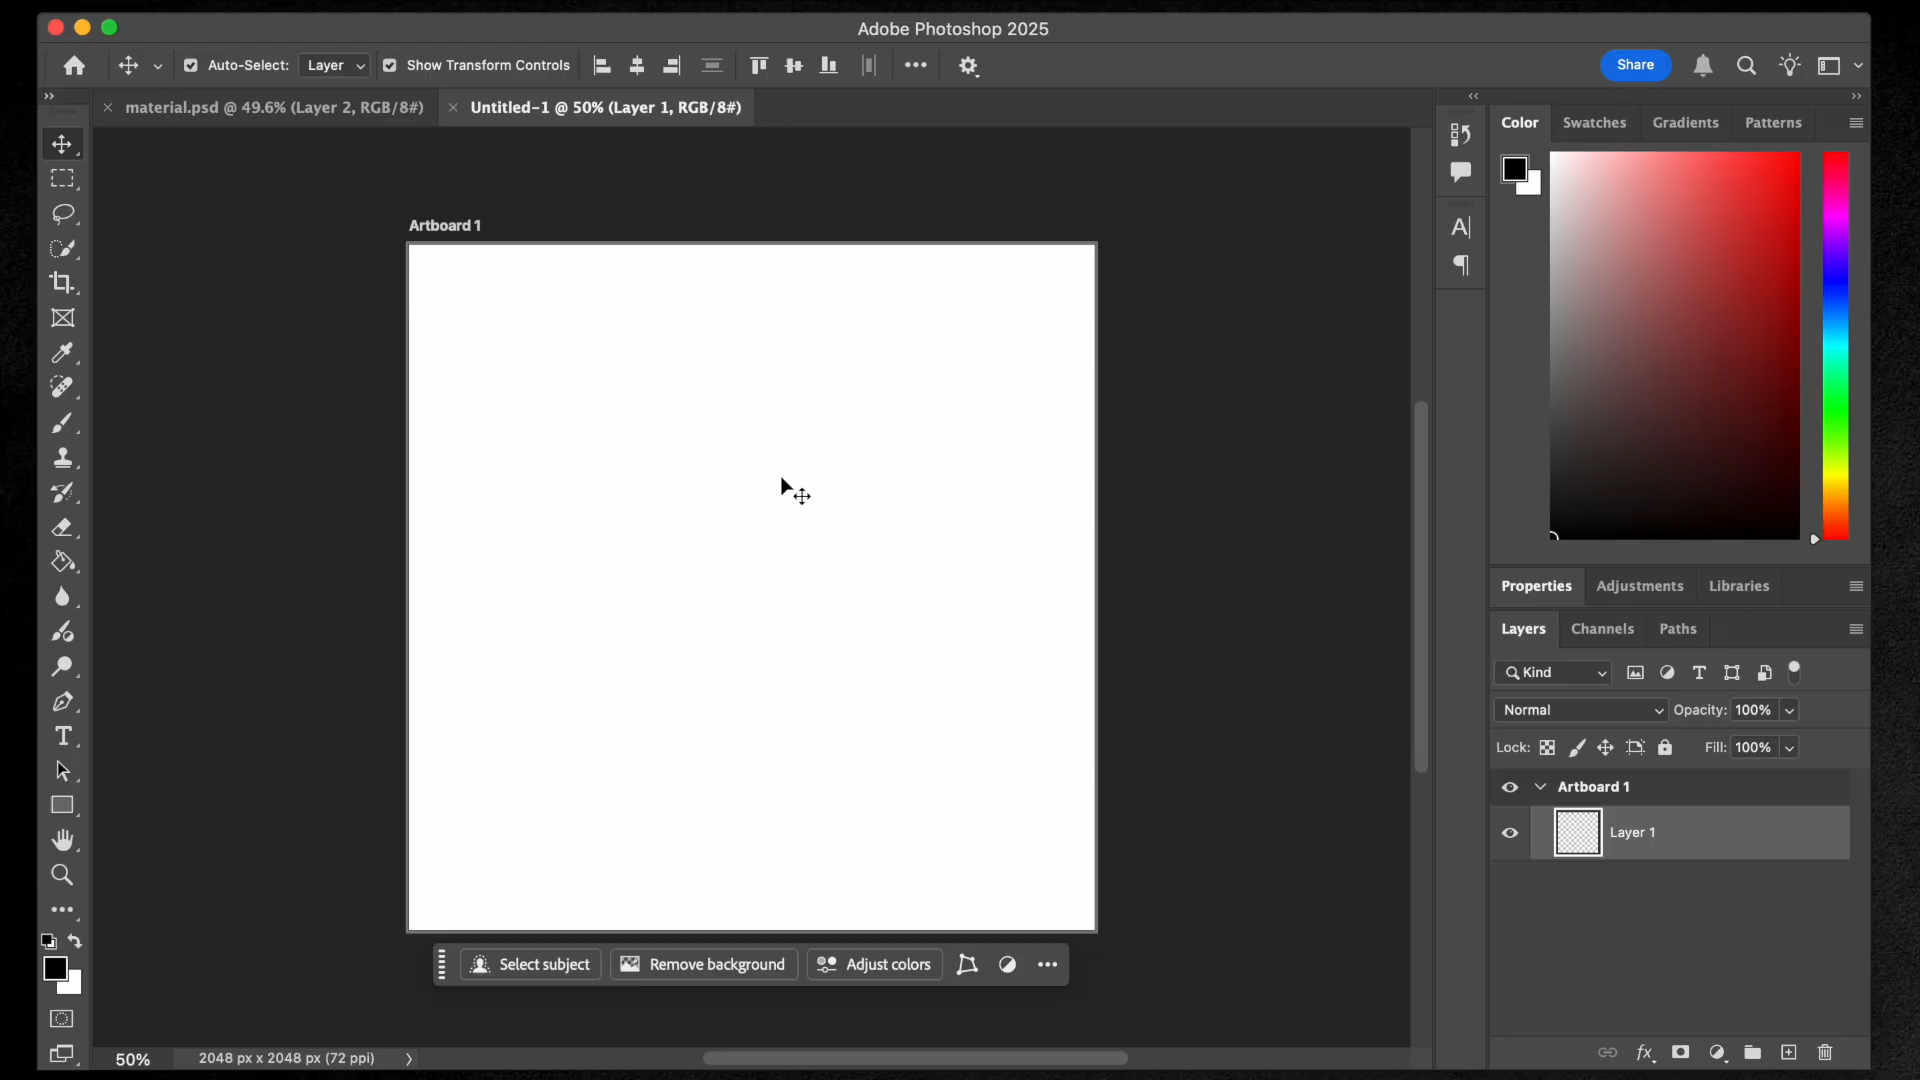 Adobe Photoshop 2025
Auto-Select: Layer Show Transform Controls Share
material.psd @ 49.6% (Layer 2, RGB/8#) Untitled-1 @ 50% (Layer 1, RGB/8#)
Color Swatches Gradients Patterns
Artboard 1
Properties Adjustments Libraries
Layers Channels Paths
Kind
Normal Opacity: 100%
Lock: Fill: 100%
Artboard 1
Layer 1
Select subject Remove background Adjust colors
50% 2048 px x 2048 px (72 ppi)